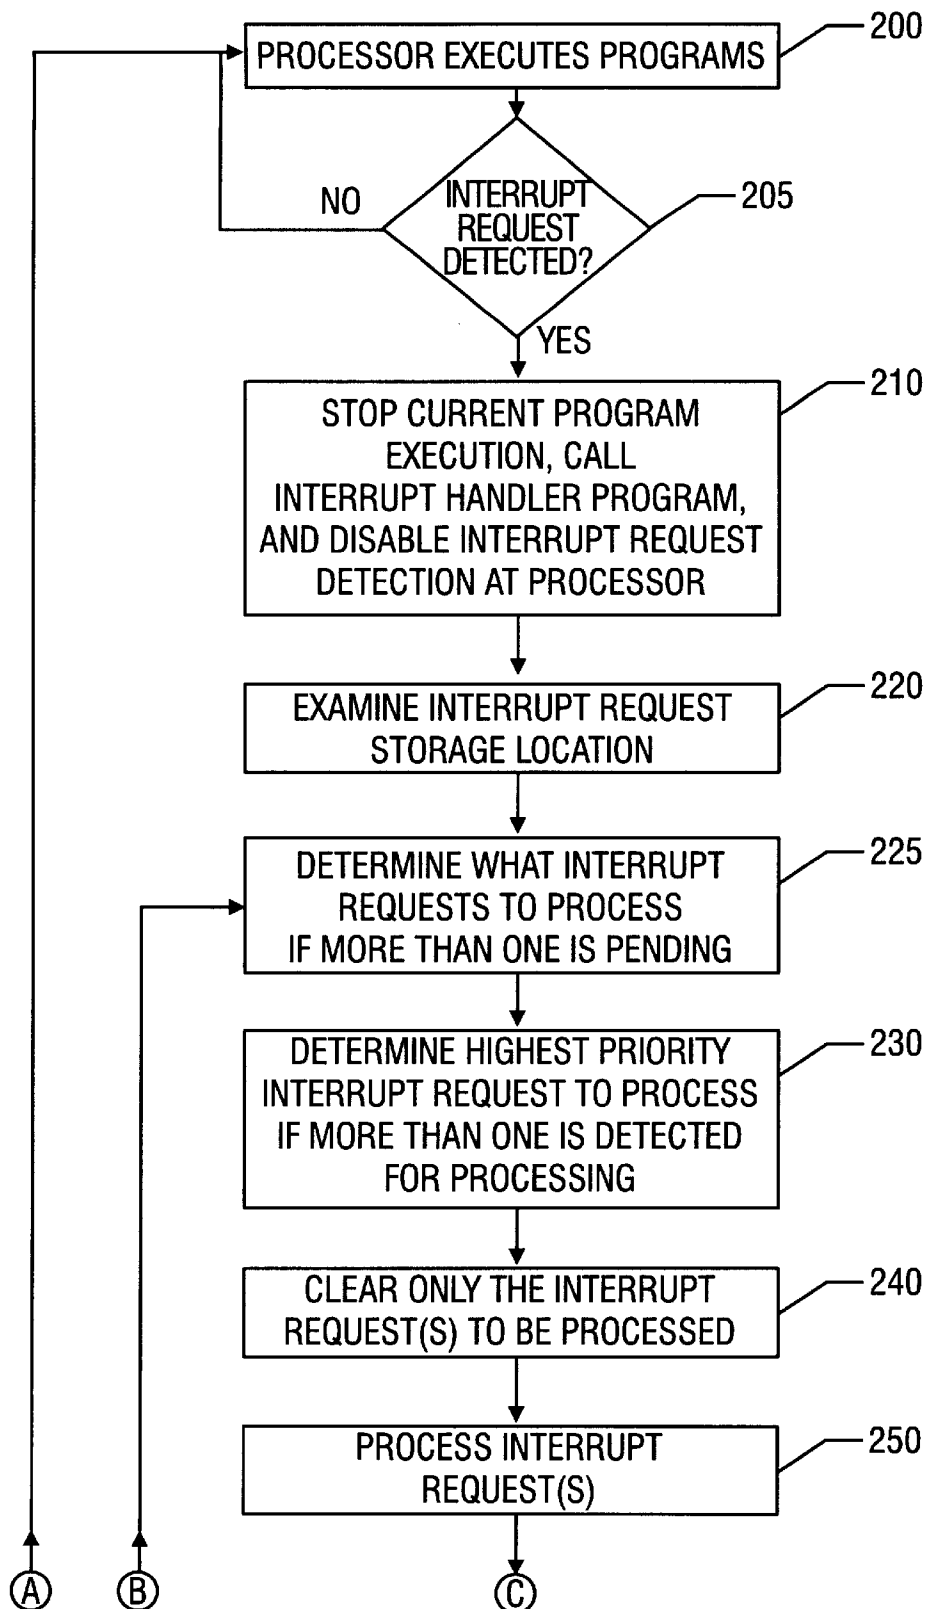 200
PROCESSOR EXECUTES PROGRAMS
NO
INTERRUPT
REQUEST
DETECTED?
205
YES
210
STOP CURRENT PROGRAM
EXECUTION, CALL
INTERRUPT HANDLER PROGRAM,
AND DISABLE INTERRUPT REQUEST
DETECTION AT PROCESSOR
220
EXAMINE INTERRUPT REQUEST
STORAGE LOCATION
225
DETERMINE WHAT INTERRUPT
REQUESTS TO PROCESS
IF MORE THAN ONE IS PENDING
230
DETERMINE HIGHEST PRIORITY
INTERRUPT REQUEST TO PROCESS
IF MORE THAN ONE IS DETECTED
FOR PROCESSING
240
CLEAR ONLY THE INTERRUPT
REQUEST(S) TO BE PROCESSED
250
PROCESS INTERRUPT
REQUEST(S)
A
B
C